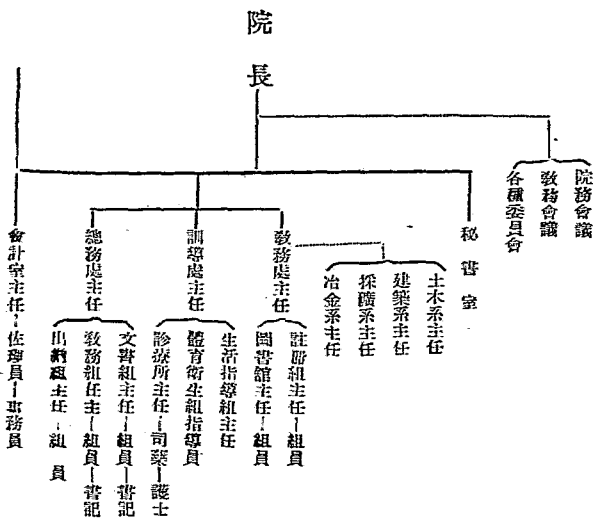 院長
院務會議
教務會議
各種委員會
秘書室
教務處主任
訓導處主任
總務處主任
會計室主任，佐理員－事務員
土木系主任
建築系主任
採礦系主任
冶金系主任
註冊組主任－組員
圖書館主任－組員
生活指導組主任
體育衛生組指導員
診療所主任－司藥－護士
文書組主任－組員－書記
教務組任主－組員－書記
出納組主任－組員